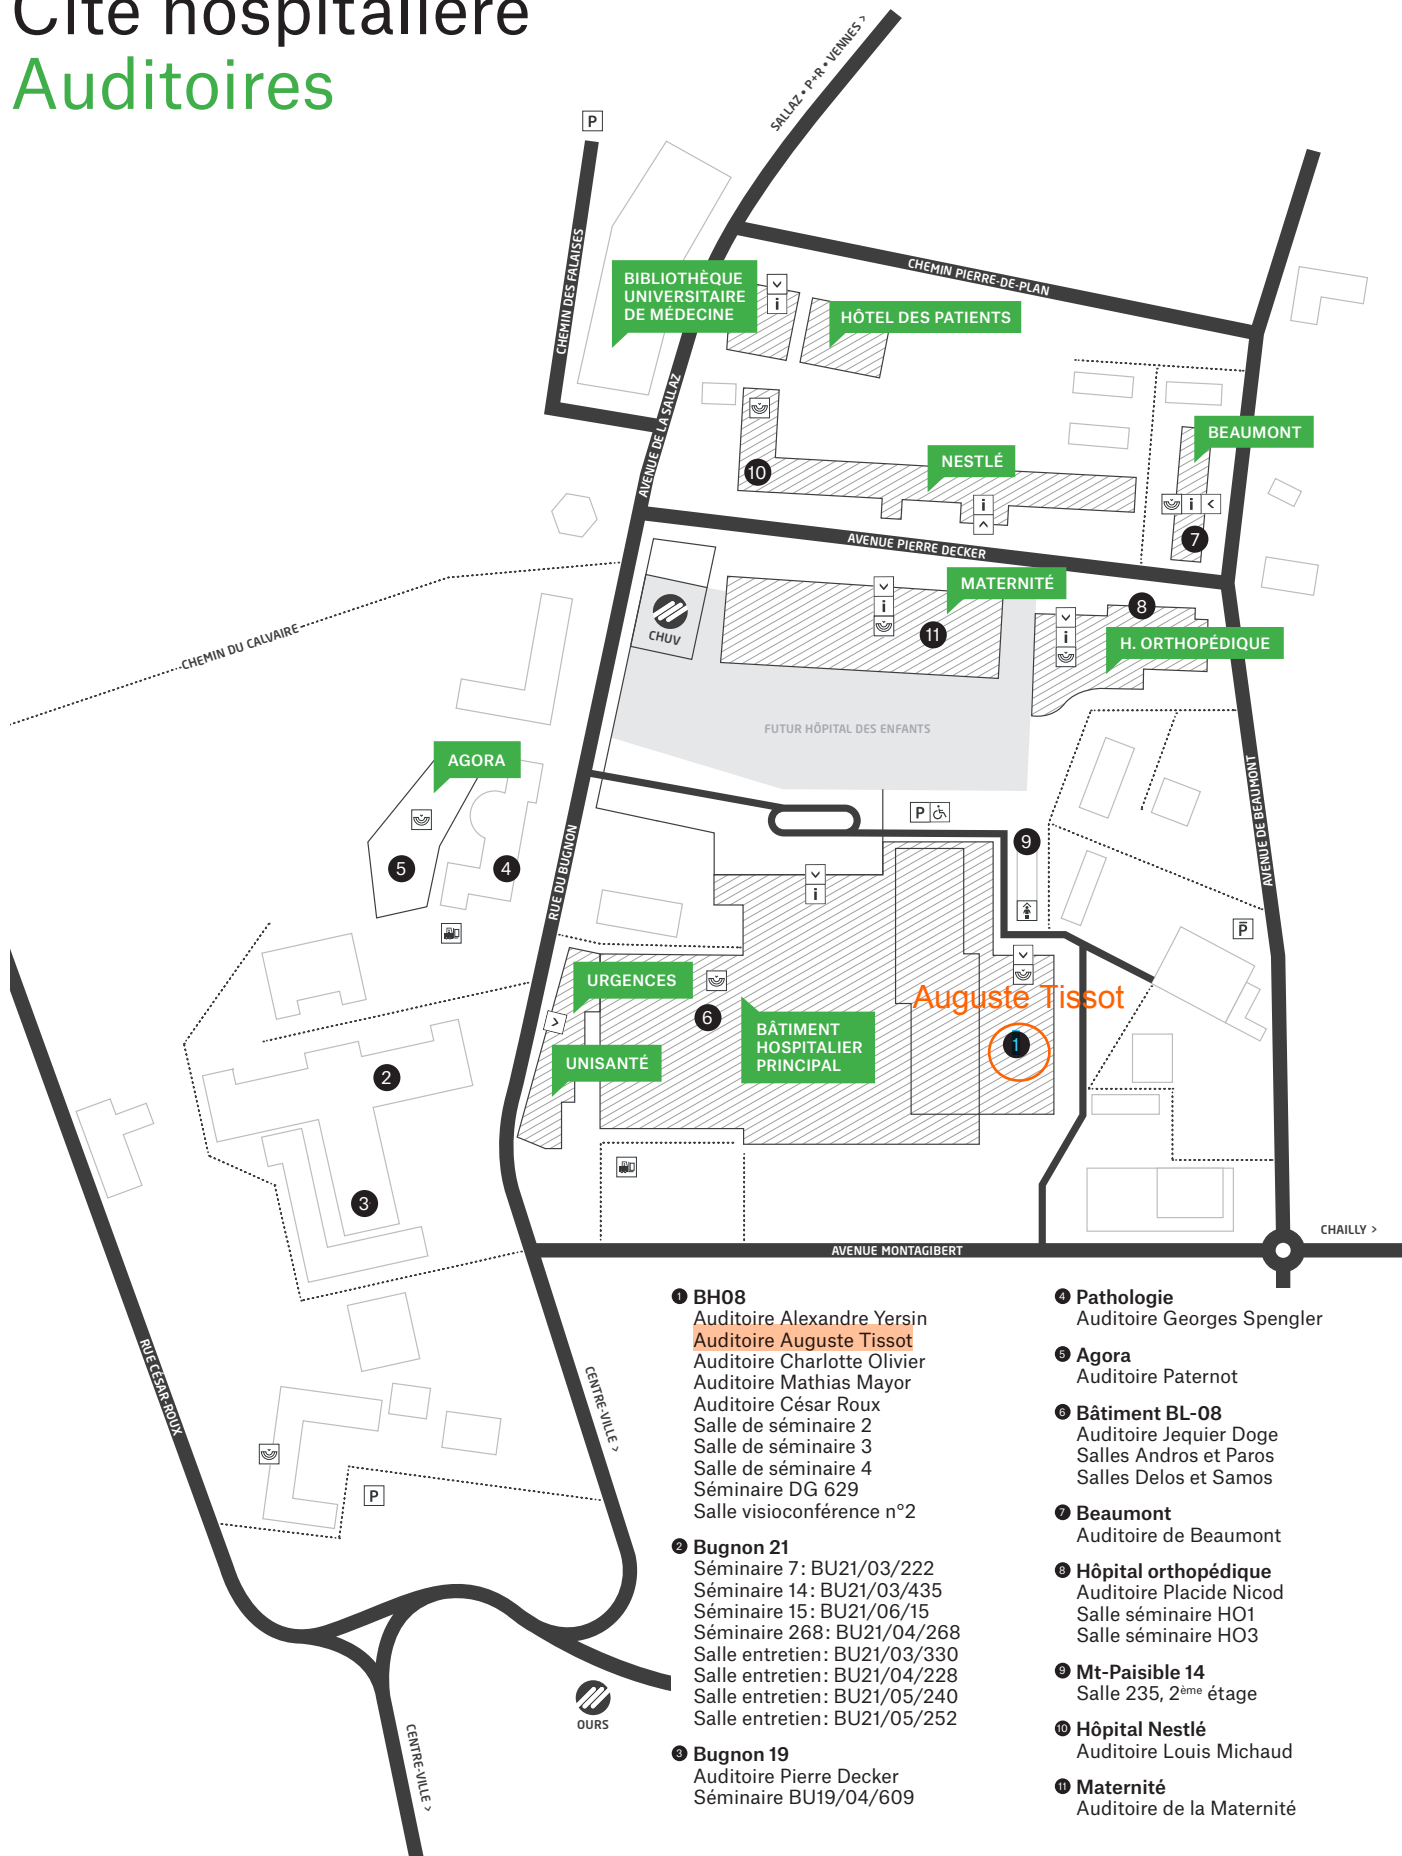 Cité hospitalière
Auditoires
SALLAZ • P+R • VENNES >
P
CHEMIN DES FALAISES
CHEMIN PIERRE-DE-PLAN
BIBLIOTHÈQUE
UNIVERSITAIRE
DE MÉDECINE
i
HÔTEL DES PATIENTS
AVENUE DE LA SALLAZ
BEAUMONT
NESTLÉ
10
i
i
7
AVENUE PIERRE DECKER
MATERNITÉ
i
11
8
i
H. ORTHOPÉDIQUE
CHUV
CHEMIN DU CALVAIRE
FUTUR HÔPITAL DES ENFANTS
AGORA
5
4
RUE DU BUGNON
P
9
AVENUE DE BEAUMONT
i
P
URGENCES
6
Auguste Tissot
BÂTIMENT
HOSPITALIER
PRINCIPAL
1
UNISANTÉ
2
3
CHAILLY >
AVENUE MONTAGIBERT
RUE CÉSAR-ROUX
CENTRE-VILLE >
P
OURS
CENTRE-VILLE >
1 BH08
Auditoire Alexandre Yersin
Auditoire Auguste Tissot
Auditoire Charlotte Olivier
Auditoire Mathias Mayor
Auditoire César Roux
Salle de séminaire 2
Salle de séminaire 3
Salle de séminaire 4
Séminaire DG 629
Salle visioconférence n°2
2 Bugnon 21
Séminaire 7: BU21/03/222
Séminaire 14: BU21/03/435
Séminaire 15: BU21/06/15
Séminaire 268: BU21/04/268
Salle entretien: BU21/03/330
Salle entretien: BU21/04/228
Salle entretien: BU21/05/240
Salle entretien: BU21/05/252
3 Bugnon 19
Auditoire Pierre Decker
Séminaire BU19/04/609
4 Pathologie
Auditoire Georges Spengler
5 Agora
Auditoire Paternot
6 Bâtiment BL-08
Auditoire Jequier Doge
Salles Andros et Paros
Salles Delos et Samos
7 Beaumont
Auditoire de Beaumont
8 Hôpital orthopédique
Auditoire Placide Nicod
Salle séminaire HO1
Salle séminaire HO3
9 Mt-Paisible 14
Salle 235, 2ème étage
10 Hôpital Nestlé
Auditoire Louis Michaud
11 Maternité
Auditoire de la Maternité